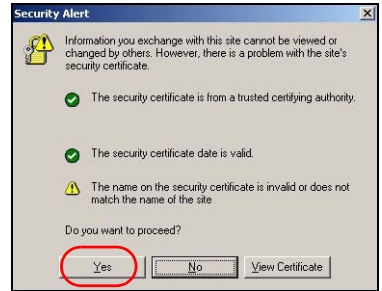 Security Alert
Information you exchange with this site cannot be viewed or
changed by others. However, there is a problem with the site's
security certificate.
The security certificate is from a trusted certifying authority.
The security certificate date is valid.
The name on the security certificate is invalid or does not
match the name of the site
Do you want to proceed?
Yes No View Certificate